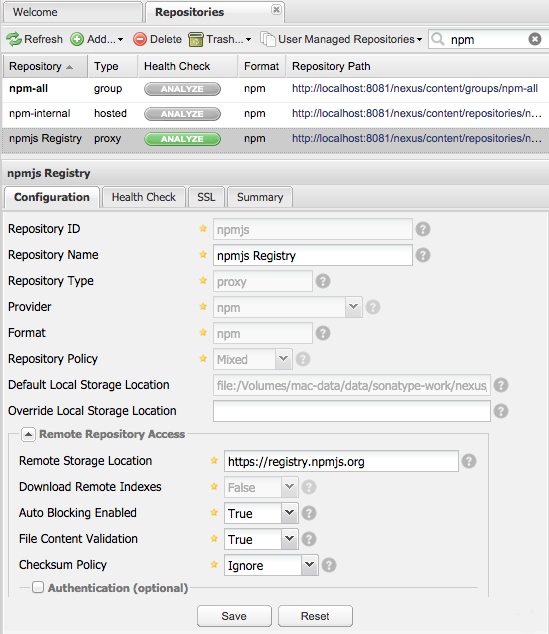 Welcome Repositories
Refresh Add... Delete Trash... User Managed Repositories npm
Repository Type Health Check Format Repository Path
npm-all group ANALYZE npm http://localhost:8081/nexus/content/groups/npm-all
npm-internal hosted ANALYZE npm http://localhost:8081/nexus/content/repositories/n...
npmjs Registry proxy ANALYZE npm http://localhost:8081/nexus/content/repositories/n...
npmjs Registry
Configuration Health Check SSL Summary
Repository ID npmjs
Repository Name npmjs Registry
Repository Type proxy
Provider npm
Format npm
Repository Policy Mixed
Default Local Storage Location file:/Volumes/mac-data/data/sonatype-work/nexus/
Override Local Storage Location
Remote Repository Access
Remote Storage Location https://registry.npmjs.org
Download Remote Indexes False
Auto Blocking Enabled True
File Content Validation True
Checksum Policy Ignore
Authentication (optional)
Save Reset